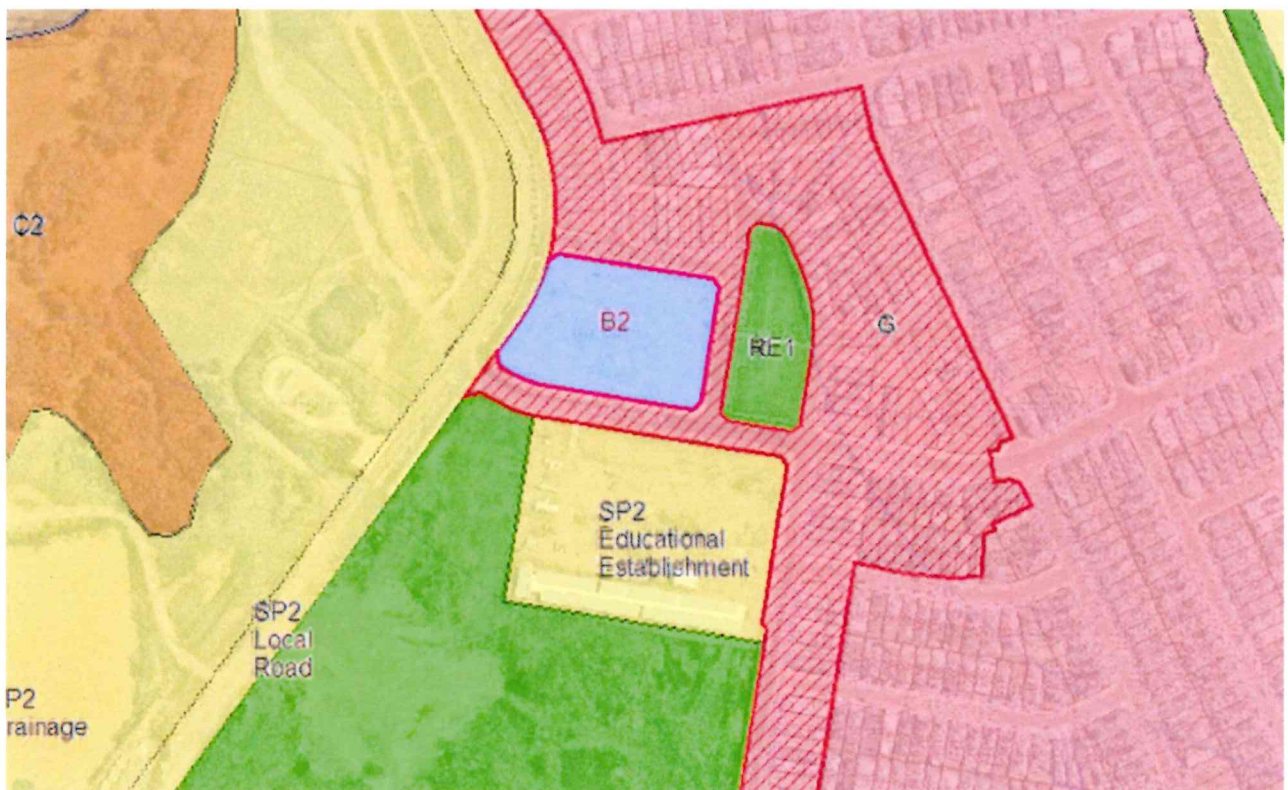 C2
B2
RE1
G
SP2
Educational
Establishment
SP2
Local
Road
P2
rainage